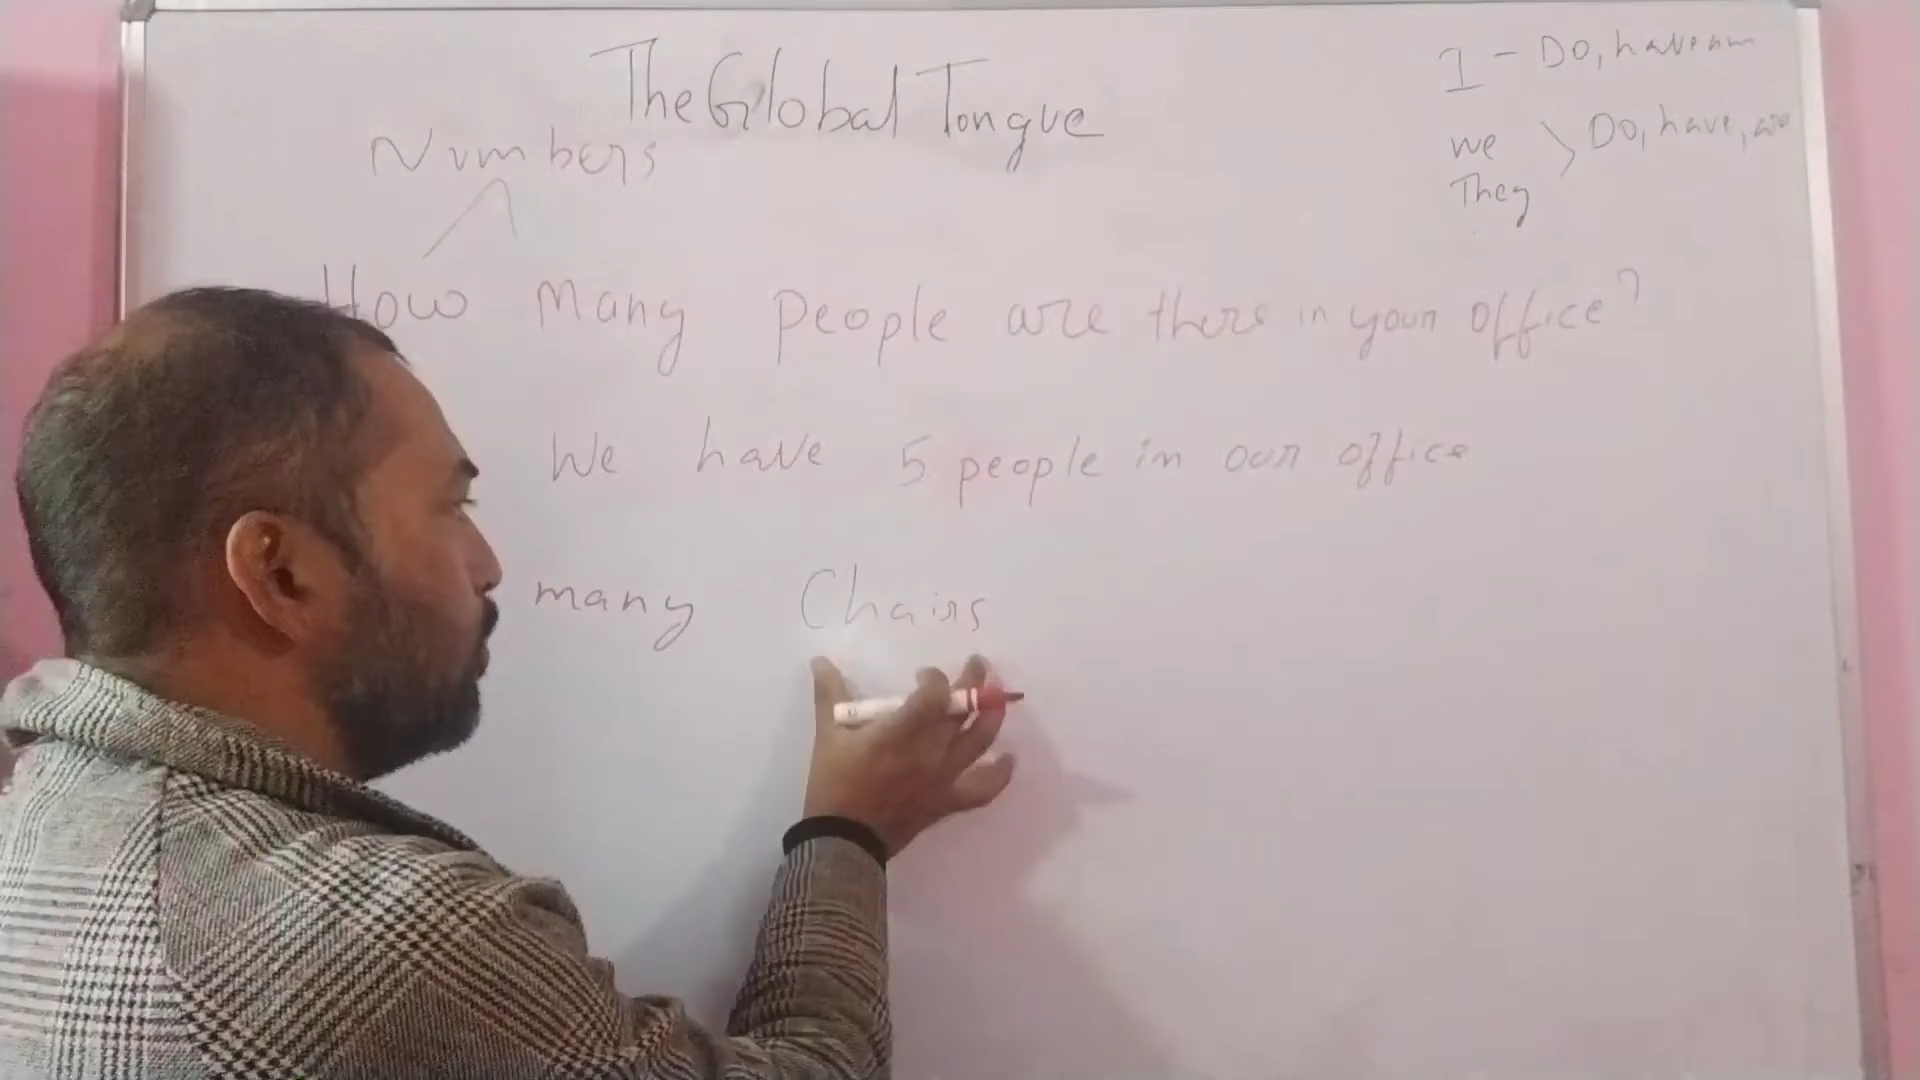 The Global Tongue
Numbers
I - Do, have am
We
They > Do, have, are
How Many People are there in your office?
We have 5 people in our office
many Chairs